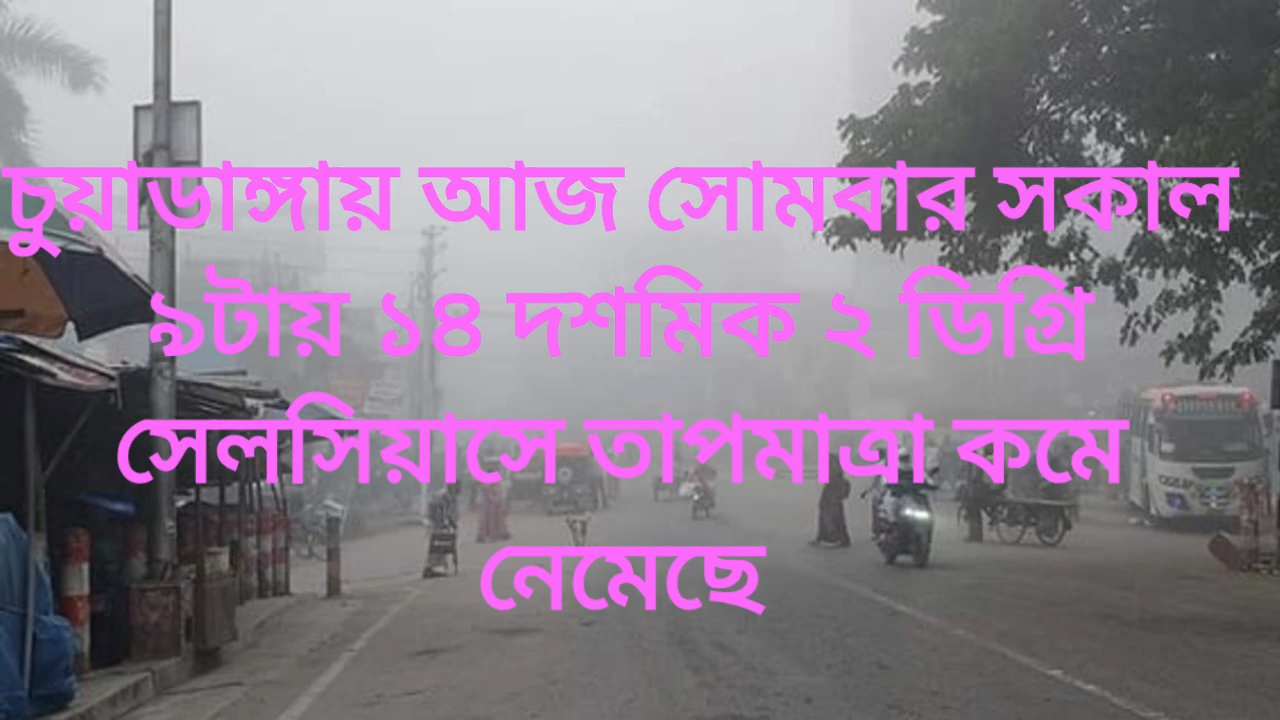 চুয়াডাঙ্গায় আজ সোমবার সকাল
৯টায় ১৪ দশমিক ২ ডিগ্রি
সেলসিয়াসে তাপমাত্রা কমে
নেমেছে